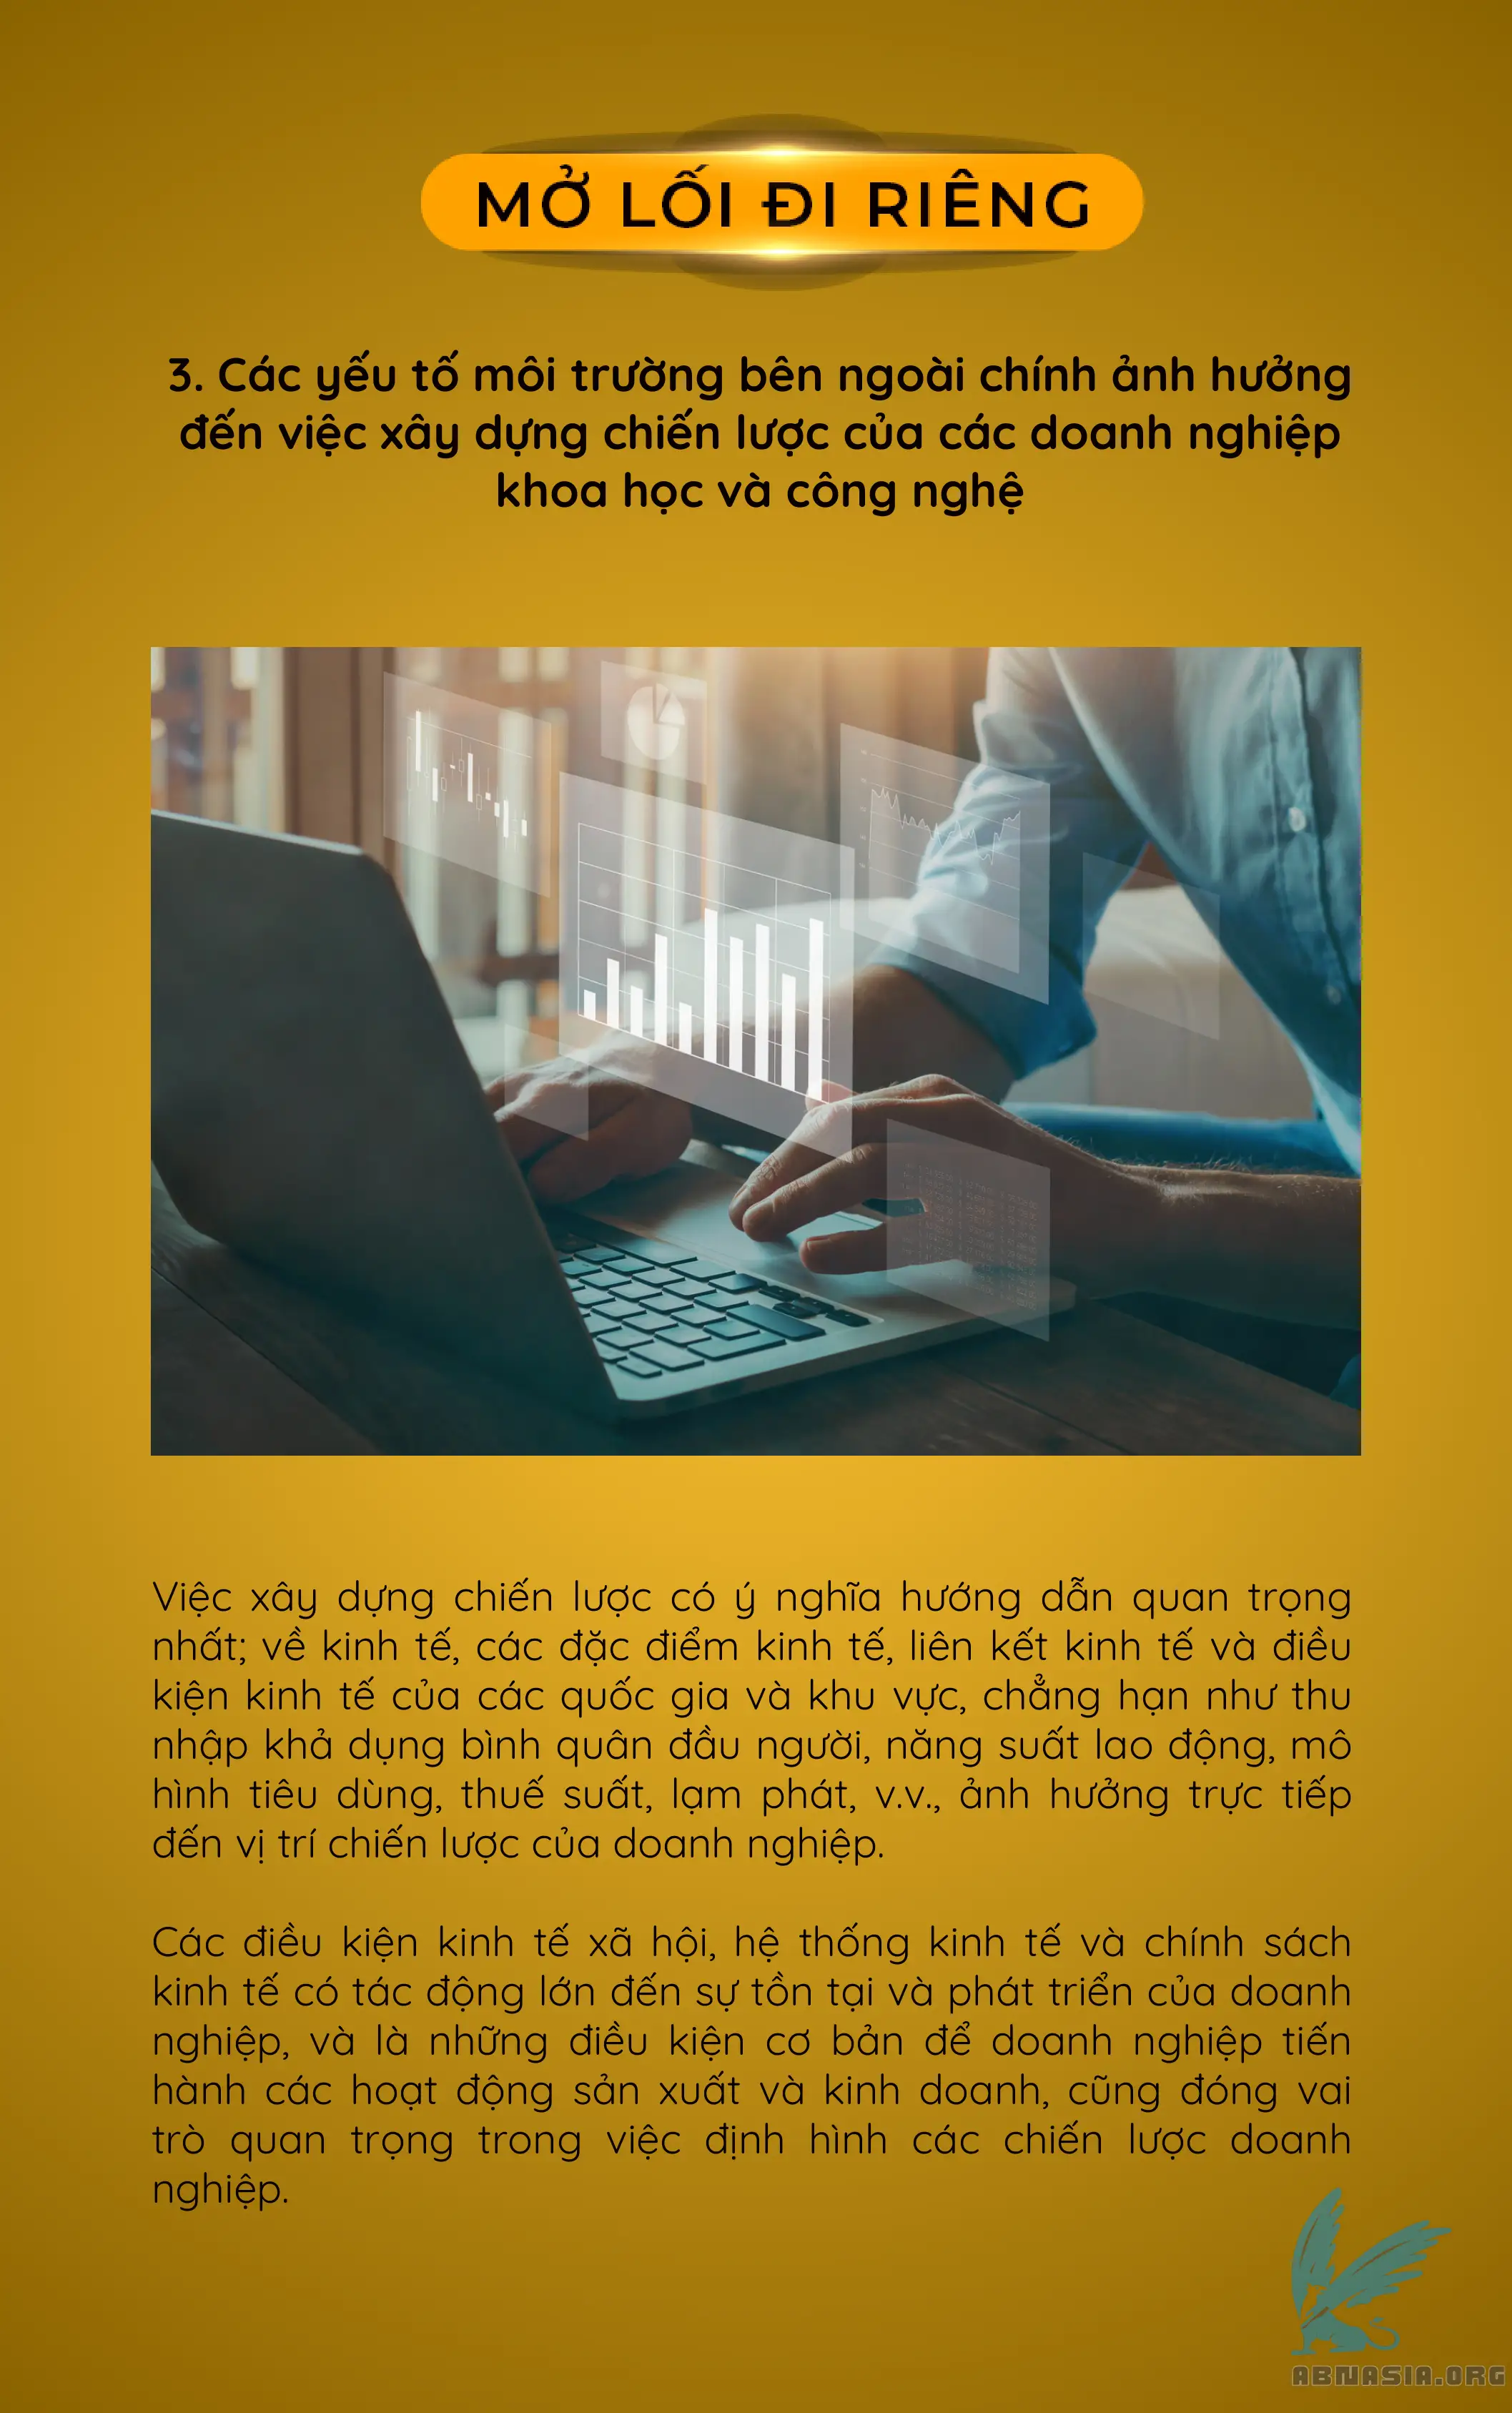 MỞ LỐI ĐI RIÊNG
3. Các yếu tố môi trường bên ngoài chính ảnh hưởng
đến việc xây dựng chiến lược của các doanh nghiệp
khoa học và công nghệ
Việc xây dựng chiến lược có ý nghĩa hướng dẫn quan trọng
nhất; về kinh tế, các đặc điểm kinh tế, liên kết kinh tế và điều
kiện kinh tế của các quốc gia và khu vực, chẳng hạn như thu
nhập khả dụng bình quân đầu người, năng suất lao động, mô
hình tiêu dùng, thuế suất, lạm phát, v.v., ảnh hưởng trực tiếp
đến vị trí chiến lược của doanh nghiệp.
Các điều kiện kinh tế xã hội, hệ thống kinh tế và chính sách
kinh tế có tác động lớn đến sự tồn tại và phát triển của doanh
nghiệp, và là những điều kiện cơ bản để doanh nghiệp tiến
hành các hoạt động sản xuất và kinh doanh, cũng đóng vai
trò quan trọng trong việc định hình các chiến lược doanh
nghiệp.
ABNASIA.ORG